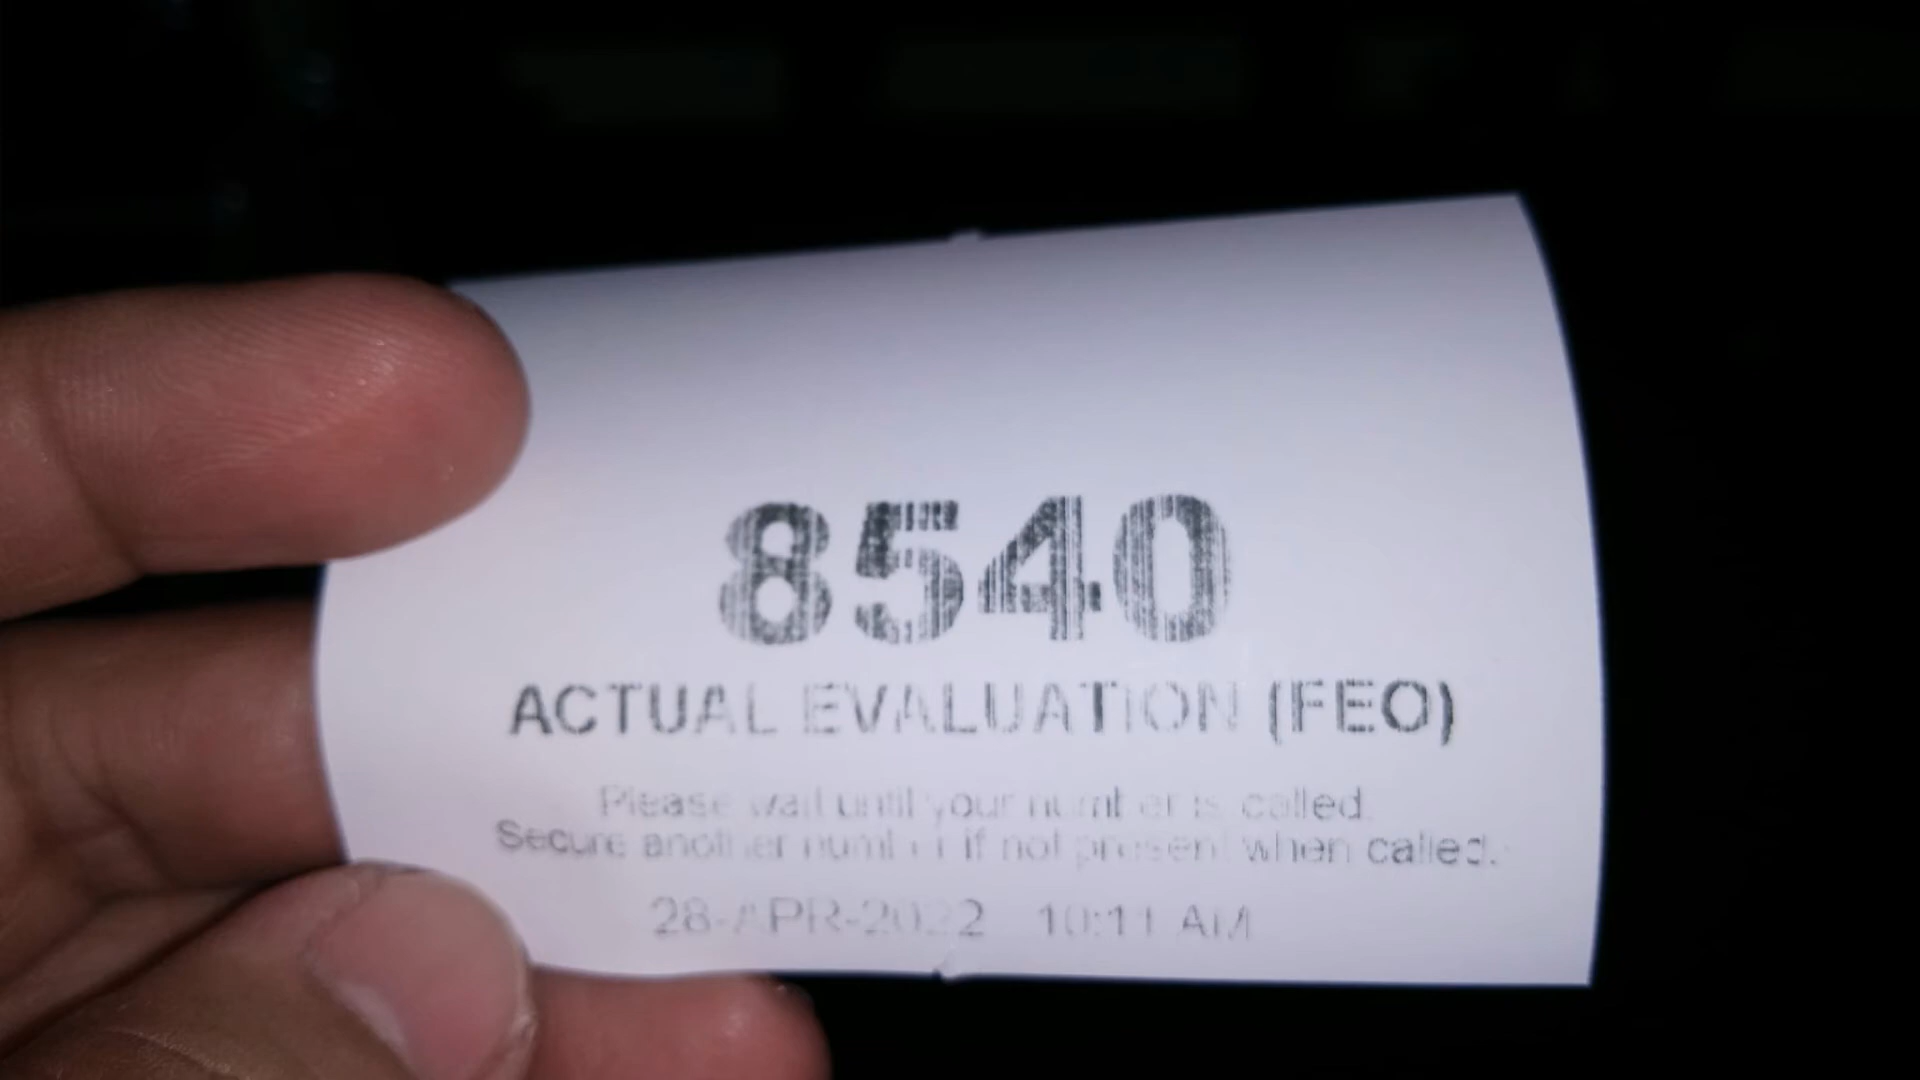 8540
ACTUAL EVALUATION (FEO)
Please wait until your number is called.
Secure another number if not present when called.
28-APR-2022 10:11 AM